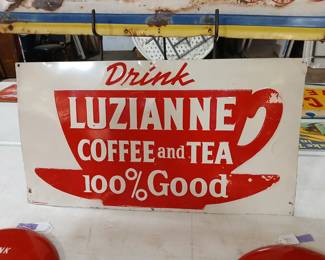 Drink
LUZIANNE
COFFEE and TEA
100% Good